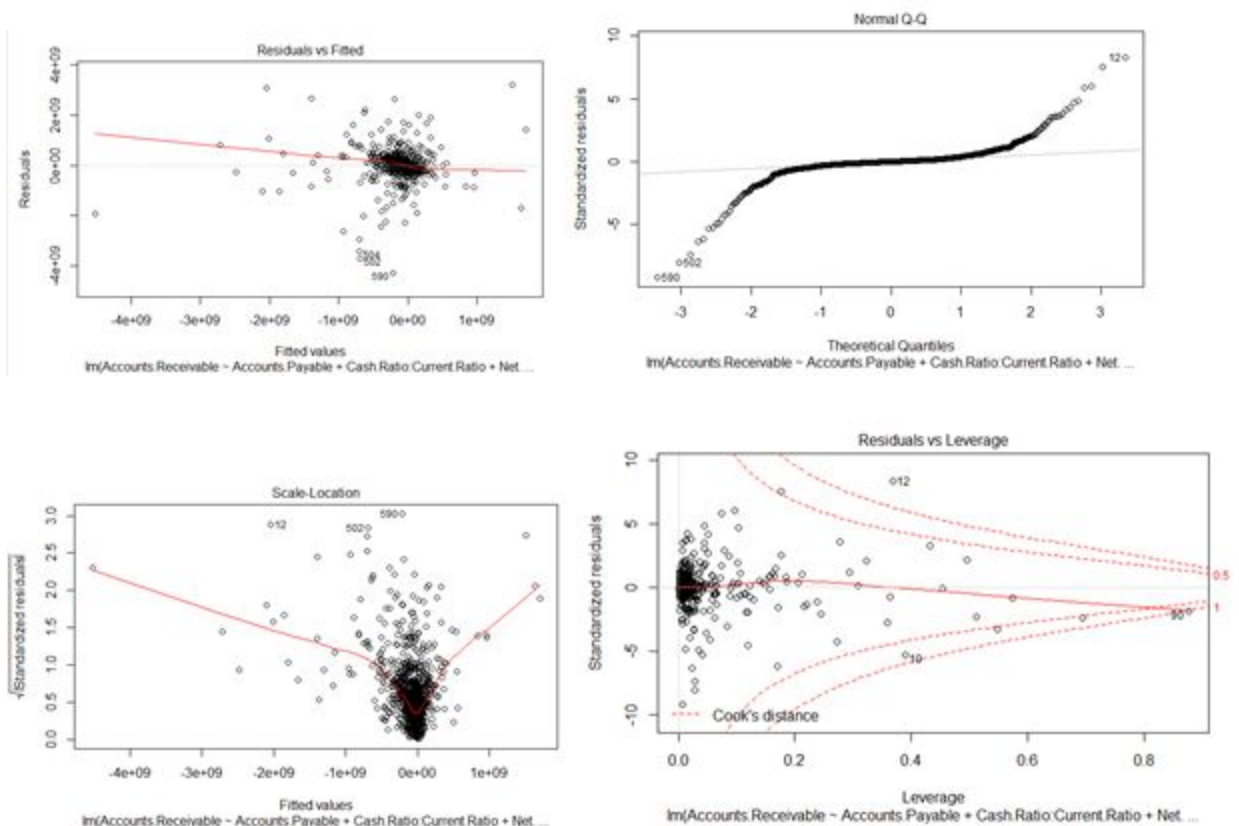 Residuals vs Fitted
Residuals
4e+09
2e+09
0e+00
-4e+09
504
502
590
-4e+09 -3e+09 -2e+09 -1e+09 0e+00 1e+09
Fitted values
lm(Accounts.Receivable ~ Accounts.Payable + Cash.Ratio:Current.Ratio + Net. ...
Normal Q-Q
Standardized residuals
10
5
0
-5
12
502
590
-3 -2 -1 0 1 2 3
Theoretical Quantiles
lm(Accounts.Receivable ~ Accounts.Payable + Cash.Ratio:Current.Ratio + Net. ...
Scale-Location
√|Standardized residuals|
3.0
2.5
2.0
1.5
1.0
0.5
0.0
12
502
590
-4e+09 -3e+09 -2e+09 -1e+09 0e+00 1e+09
Fitted values
lm(Accounts.Receivable ~ Accounts.Payable + Cash.Ratio:Current.Ratio + Net. ...
Residuals vs Leverage
Standardized residuals
10
5
0
-5
-10
12
10
0.5
1
Cook's distance
0.0 0.2 0.4 0.6 0.8
Leverage
lm(Accounts.Receivable ~ Accounts.Payable + Cash.Ratio:Current.Ratio + Net. ...